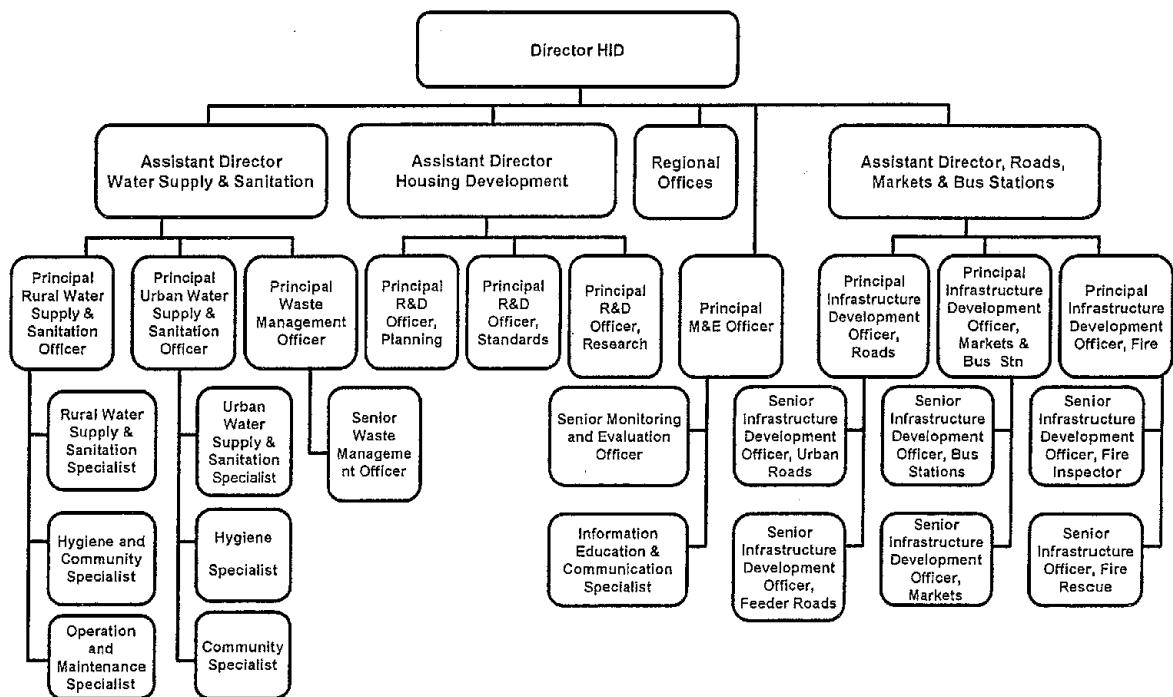 Director HID
Assistant Director
Water Supply & Sanitation
Assistant Director
Housing Development
Regional
Offices
Assistant Director, Roads,
Markets & Bus Stations
Principal
Rural Water
Supply &
Sanitation
Officer
Principal
Urban Water
Supply &
Sanitation
Officer
Principal
Waste
Management
Officer
Principal
R&D
Officer,
Planning
Principal
R&D
Officer,
Standards
Principal
R&D
Officer,
Research
Principal
M&E Officer
Principal
Infrastructure
Development
Officer,
Roads
Principal
Infrastructure
Development
Officer,
Markets &
Bus Stn
Principal
Infrastructure
Development
Officer, Fire
Rural Water
Supply &
Sanitation
Specialist
Urban
Water
Supply &
Sanitation
Specialist
Senior
Waste
Manageme
nt Officer
Senior Monitoring
and Evaluation
Officer
Senior
Infrastructure
Development
Officer, Urban
Roads
Senior
Infrastructure
Development
Officer, Bus
Stations
Senior
Infrastructure
Development
Officer, Fire
Inspector
Hygiene and
Community
Specialist
Hygiene
Specialist
Information
Education &
Communication
Specialist
Senior
Infrastructure
Development
Officer,
Feeder Roads
Senior
Infrastructure
Development
Officer,
Markets
Senior
Infrastructure
Officer, Fire
Rescue
Operation
and
Maintenance
Specialist
Community
Specialist